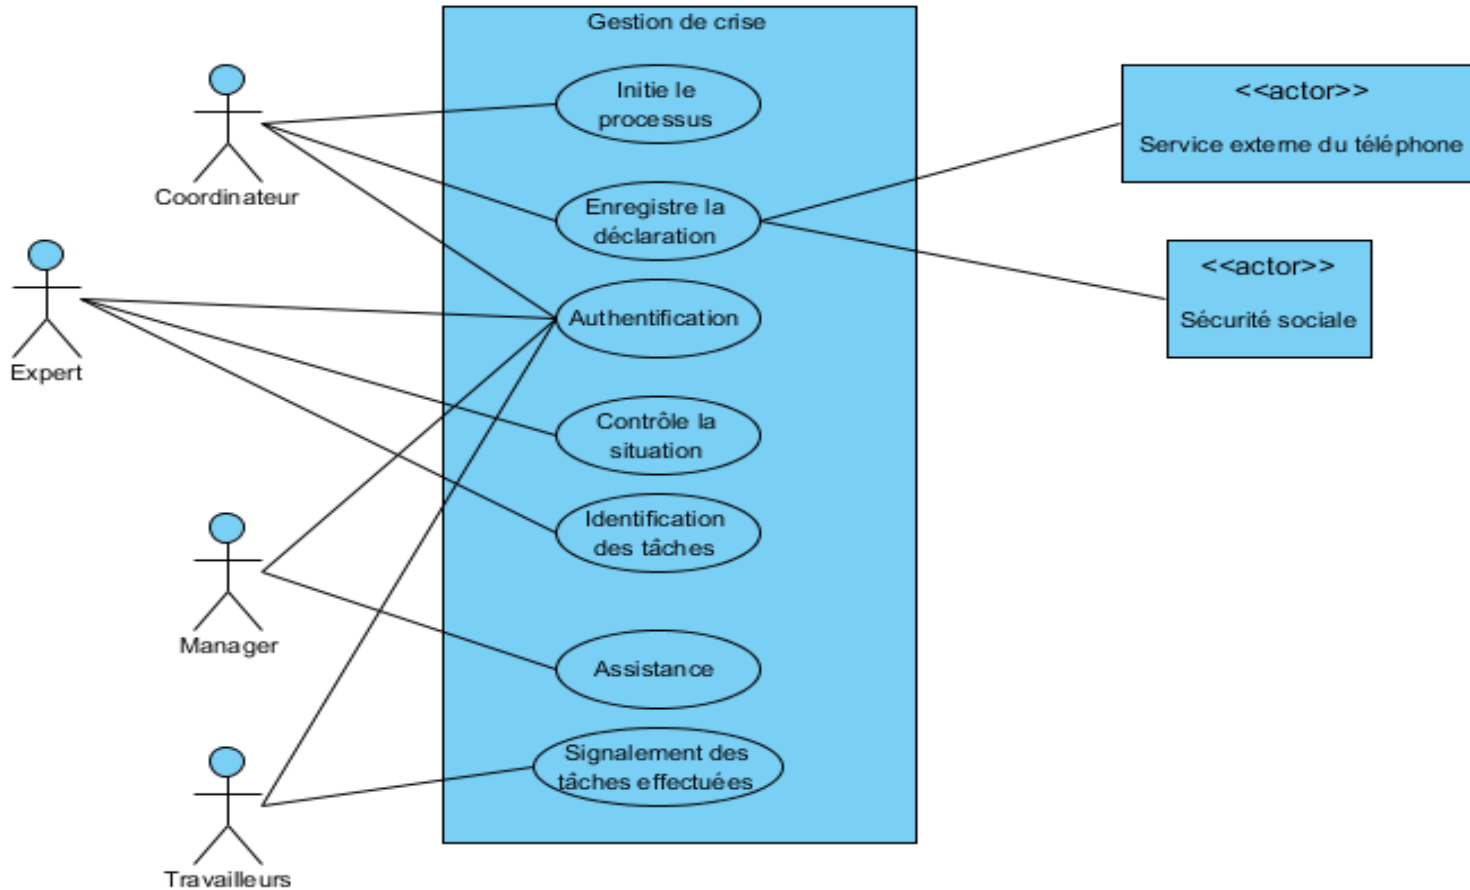 Gestion de crise
Initie le
processus
<<actor>>
Service externe du téléphone
Coordinateur
Enregistre la
déclaration
<<actor>>
Sécurité sociale
Authentification
Expert
Contrôle la
situation
Identification
des tâches
Manager
Assistance
Signalement des
tâches effectuées
Travailleurs